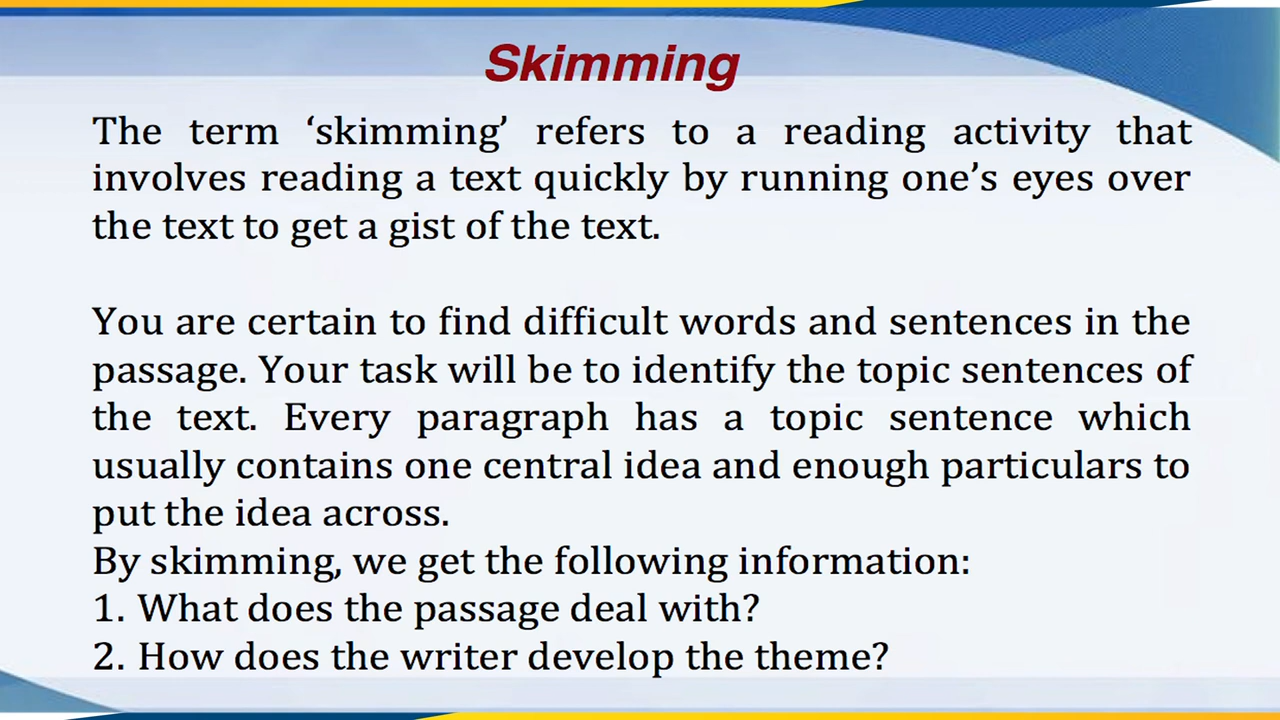 Skimming
The term ‘skimming’ refers to a reading activity that
involves reading a text quickly by running one’s eyes over
the text to get a gist of the text.
You are certain to find difficult words and sentences in the
passage. Your task will be to identify the topic sentences of
the text. Every paragraph has a topic sentence which
usually contains one central idea and enough particulars to
put the idea across.
By skimming, we get the following information:
1. What does the passage deal with?
2. How does the writer develop the theme?